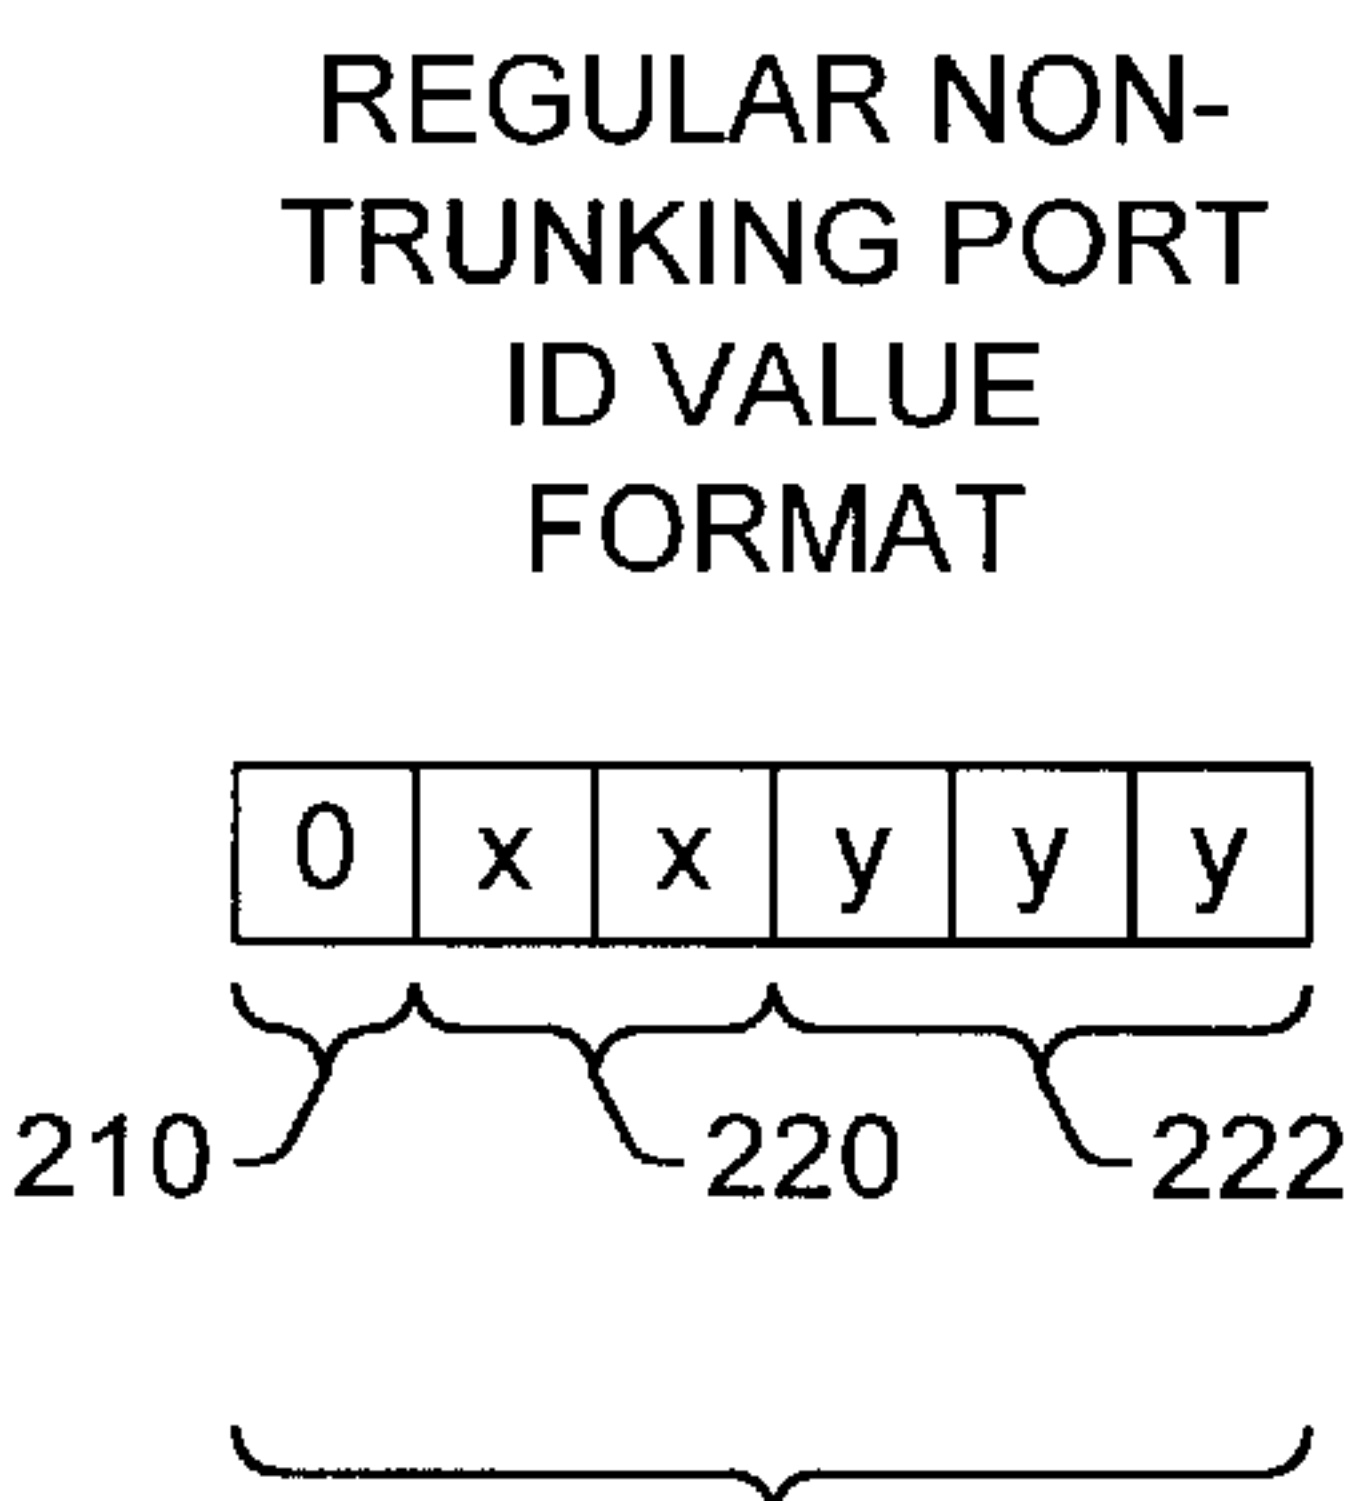 REGULAR NON-
TRUNKING PORT
ID VALUE
FORMAT
0 x x y y y
210 220 222